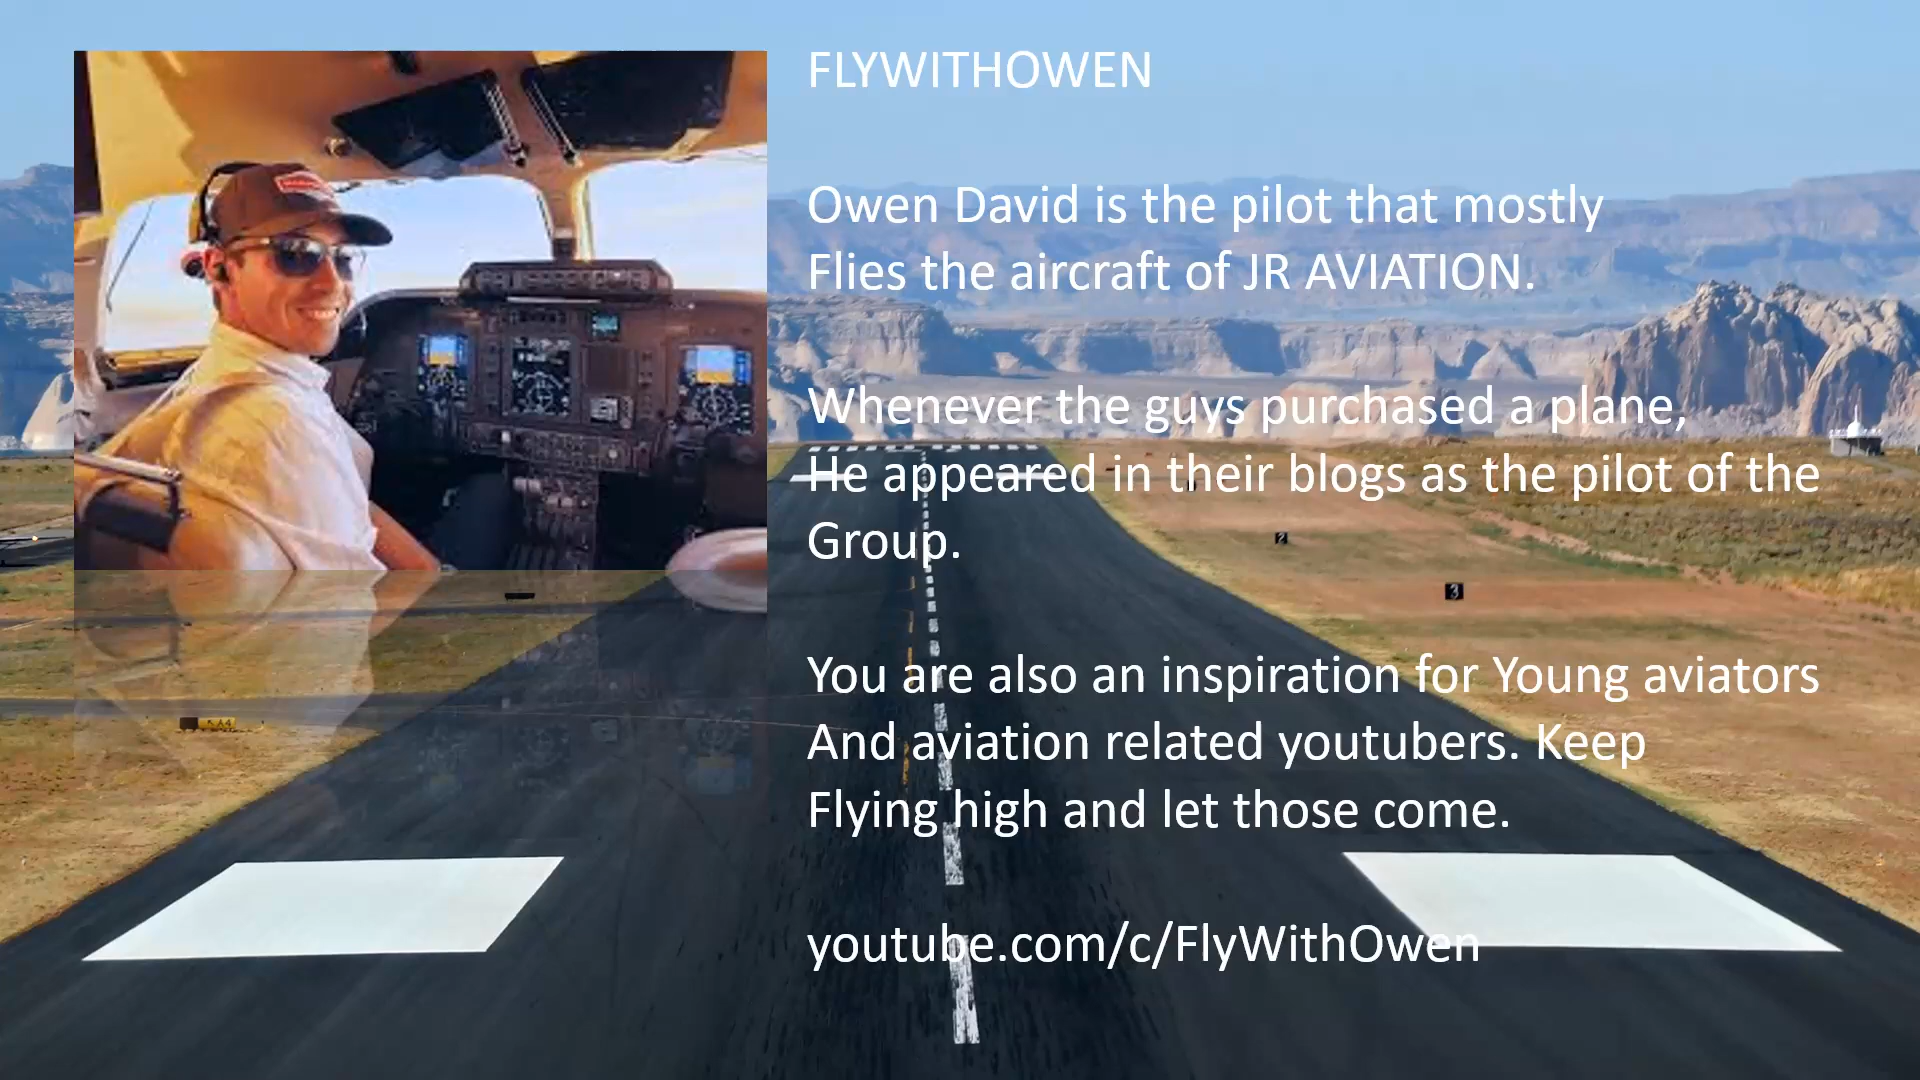 FLYWITHOWEN
Owen David is the pilot that mostly
Flies the aircraft of JR AVIATION.
Whenever the guys purchased a plane,
He appeared in their blogs as the pilot of the
Group.
2
3
You are also an inspiration for Young aviators
And aviation related youtubers. Keep
Flying high and let those come.
youtube.com/c/FlyWithOwen